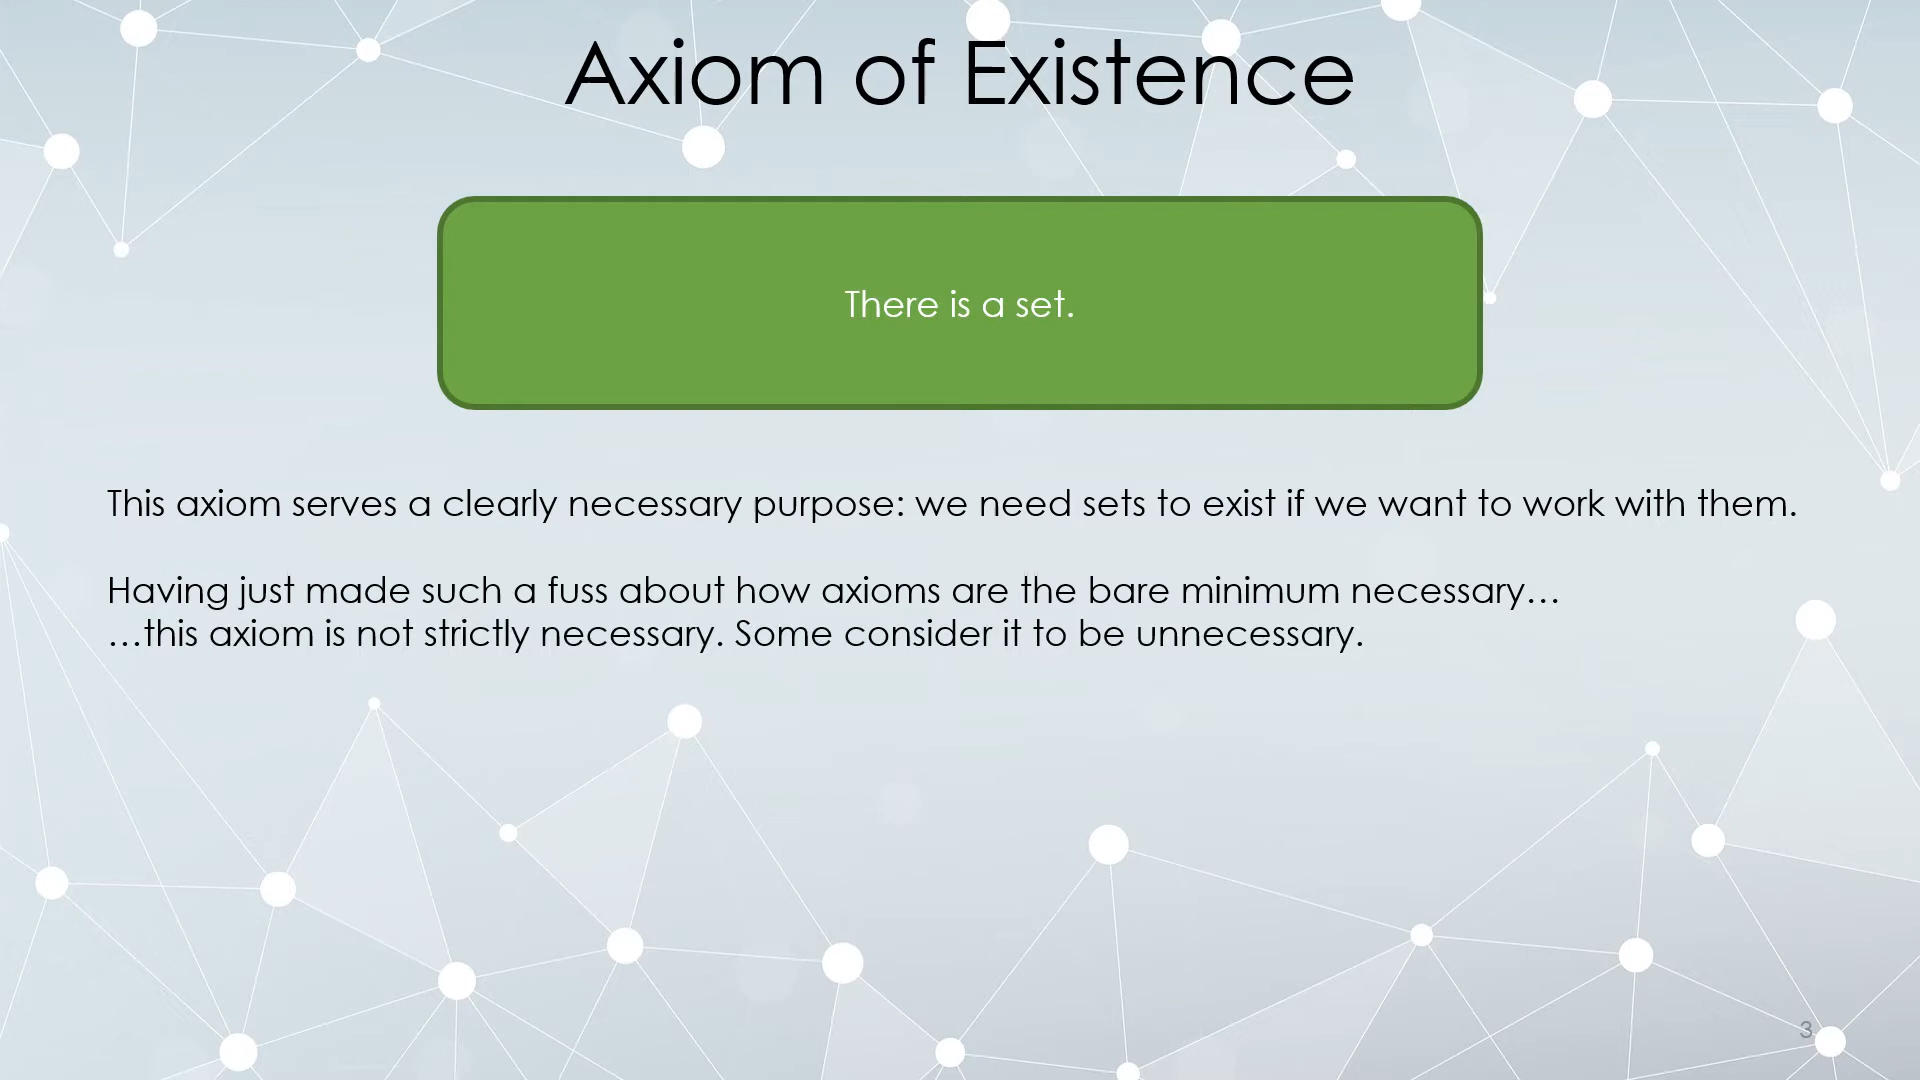 Axiom of Existence
There is a set.
This axiom serves a clearly necessary purpose: we need sets to exist if we want to work with them.
Having just made such a fuss about how axioms are the bare minimum necessary…
…this axiom is not strictly necessary. Some consider it to be unnecessary.
3